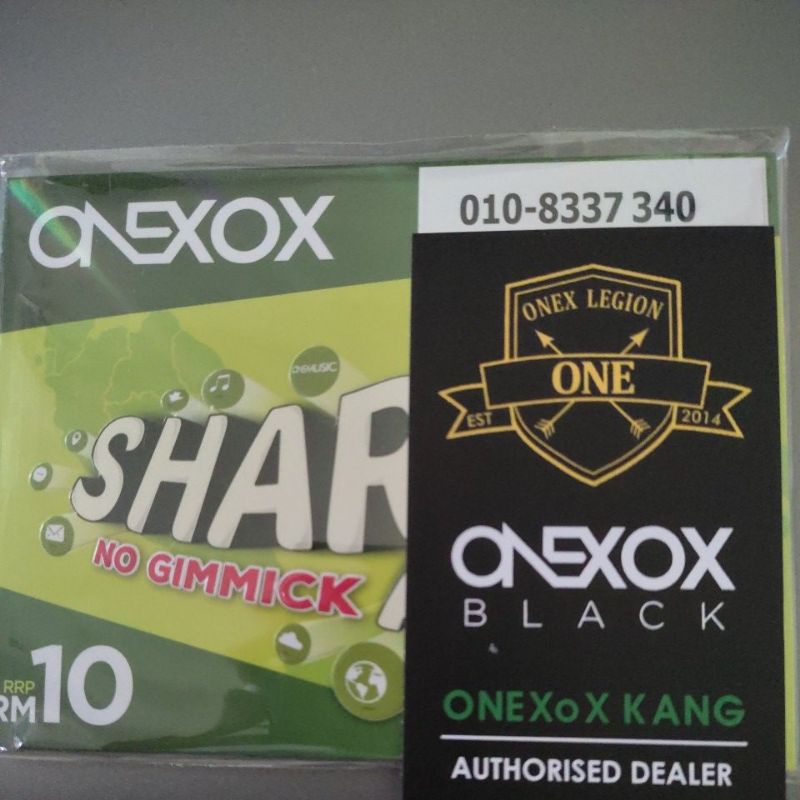 ONEXOX
010-8337 340
ONEMUSIC
SHAR
NO GIMMICK
RRP
RM10
ONEX LEGION
ONE
EST 2014
ONEXOX
BLACK
ONEXoX KANG
AUTHORISED DEALER